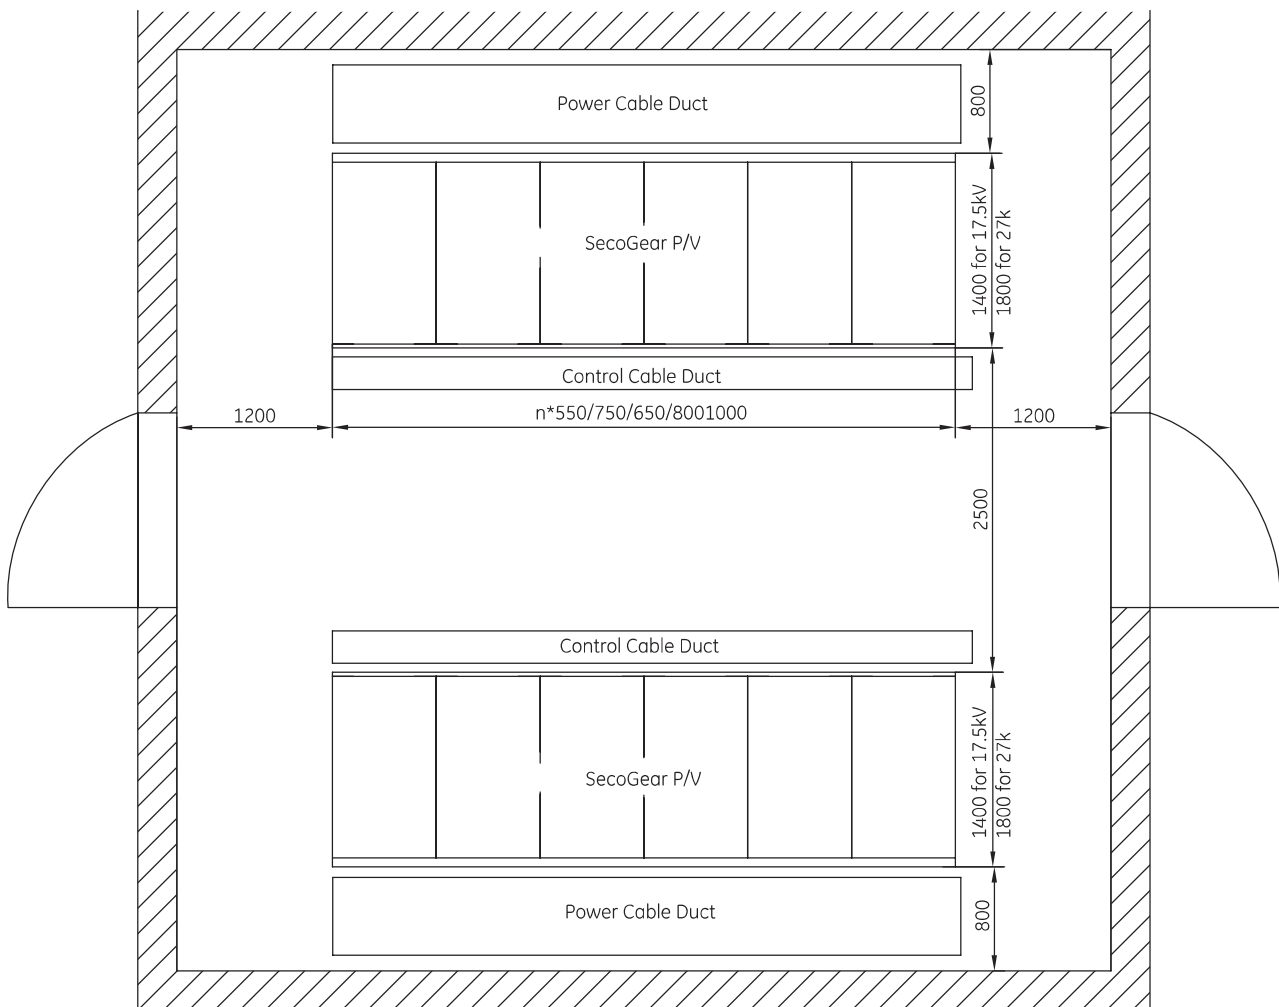 Power Cable Duct
800
1400 for 17.5kV
1800 for 27k
SecoGear P/V
Control Cable Duct
1200
n*550/750/650/8001000
1200
2500
Control Cable Duct
1400 for 17.5kV
1800 for 27k
SecoGear P/V
Power Cable Duct
800